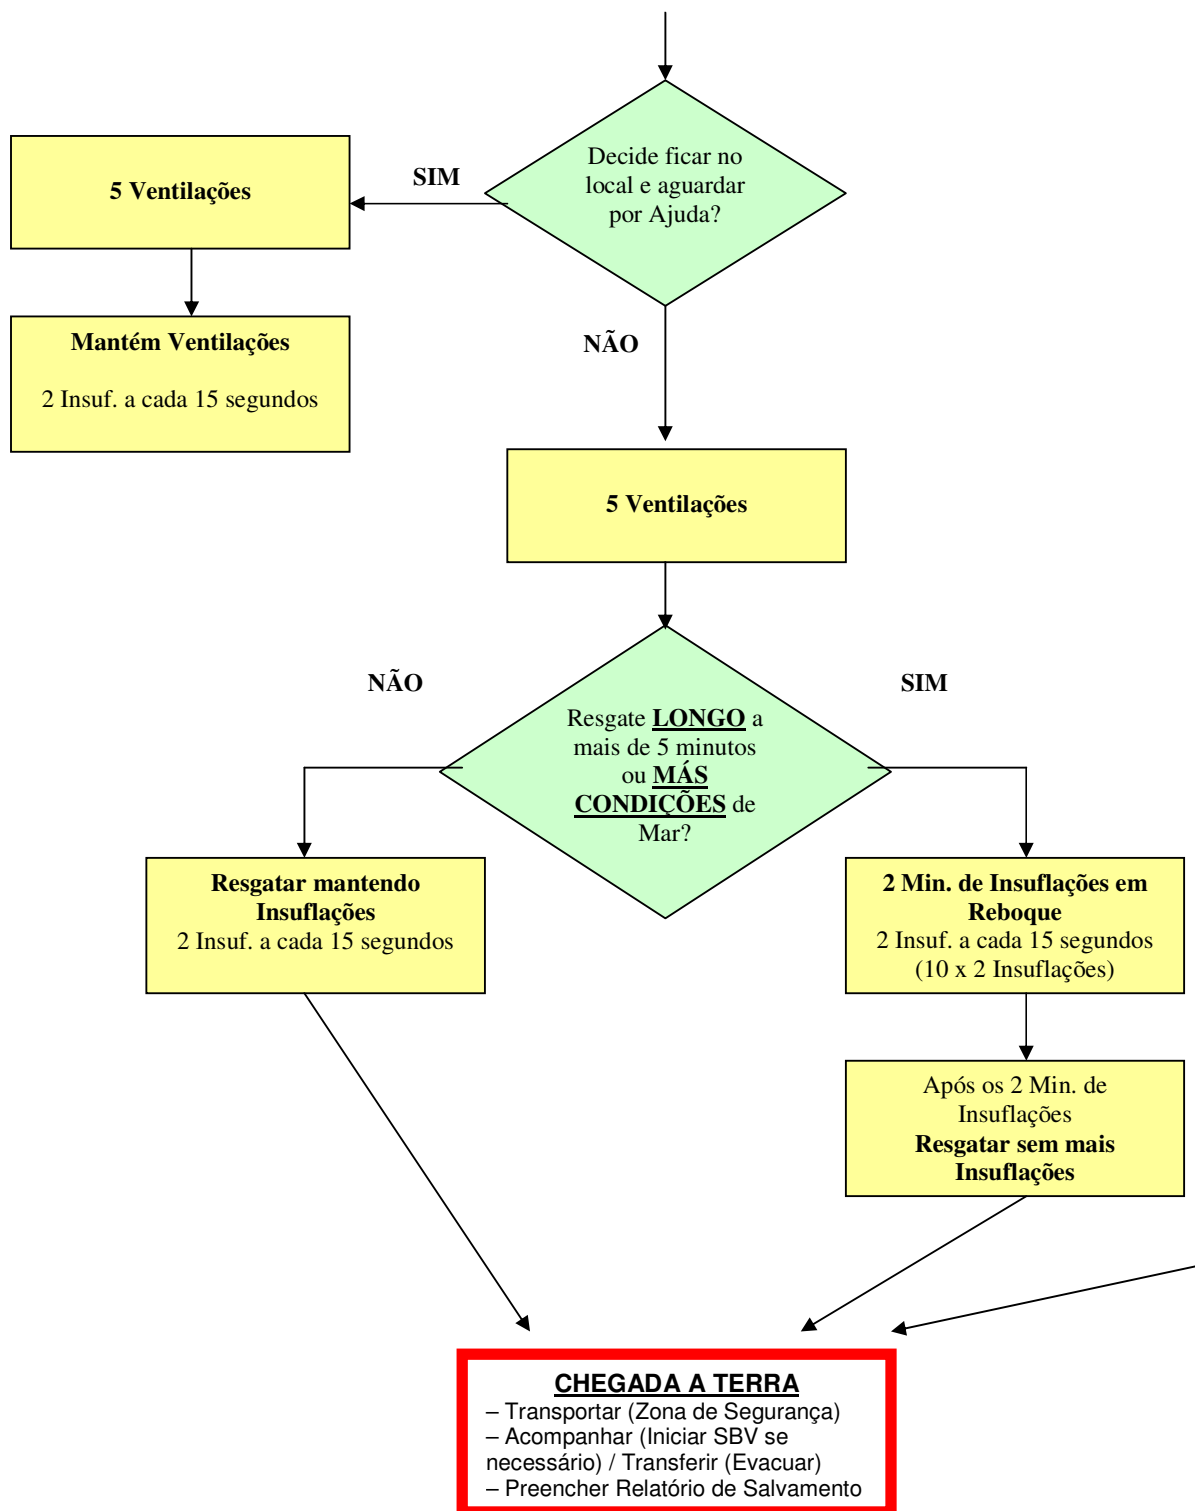 Decide ficar no
local e aguardar
por Ajuda?
SIM
5 Ventilações
Mantém Ventilações
2 Insuf. a cada 15 segundos
NÃO
5 Ventilações
NÃO
SIM
Resgate LONGO a
mais de 5 minutos
ou MÁS
CONDIÇÕES de
Mar?
Resgatar mantendo
Insuflações
2 Insuf. a cada 15 segundos
2 Min. de Insuflações em
Reboque
2 Insuf. a cada 15 segundos
(10 x 2 Insuflações)
Após os 2 Min. de
Insuflações
Resgatar sem mais
Insuflações
CHEGADA A TERRA
– Transportar (Zona de Segurança)
– Acompanhar (Iniciar SBV se
necessário) / Transferir (Evacuar)
– Preencher Relatório de Salvamento